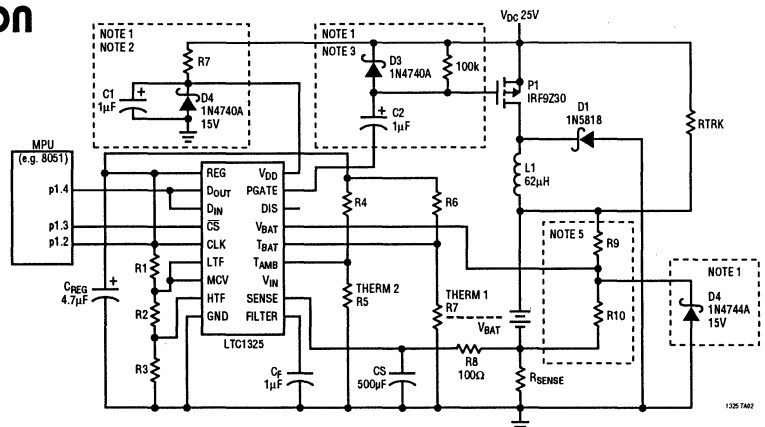 on
NOTE 1
NOTE 2
R7
C1
1µF
+
D4
1N4740A
15V
NOTE 1
NOTE 3
D3
1N4740A
100k
+
C2
1µF
VDC 25V
P1
IRF9Z30
D1
1N5818
RTRK
L1
62µH
MPU
(e.g. 8051)
p1.4
p1.3
p1.2
REG
DOUT
DIN
CS
CLK
LTF
MCV
HTF
GND
VDD
PGATE
DIS
VBAT
TBAT
TAMB
VIN
SENSE
FILTER
LTC1325
R1
R2
R3
CREG
4.7µF
+
R4
R6
THERM 2
R5
THERM 1
R7
VBAT
NOTE 5
R9
R10
NOTE 1
D4
1N4744A
15V
CF
1µF
CS
500µF
R8
100Ω
RSENSE
1325 TA02